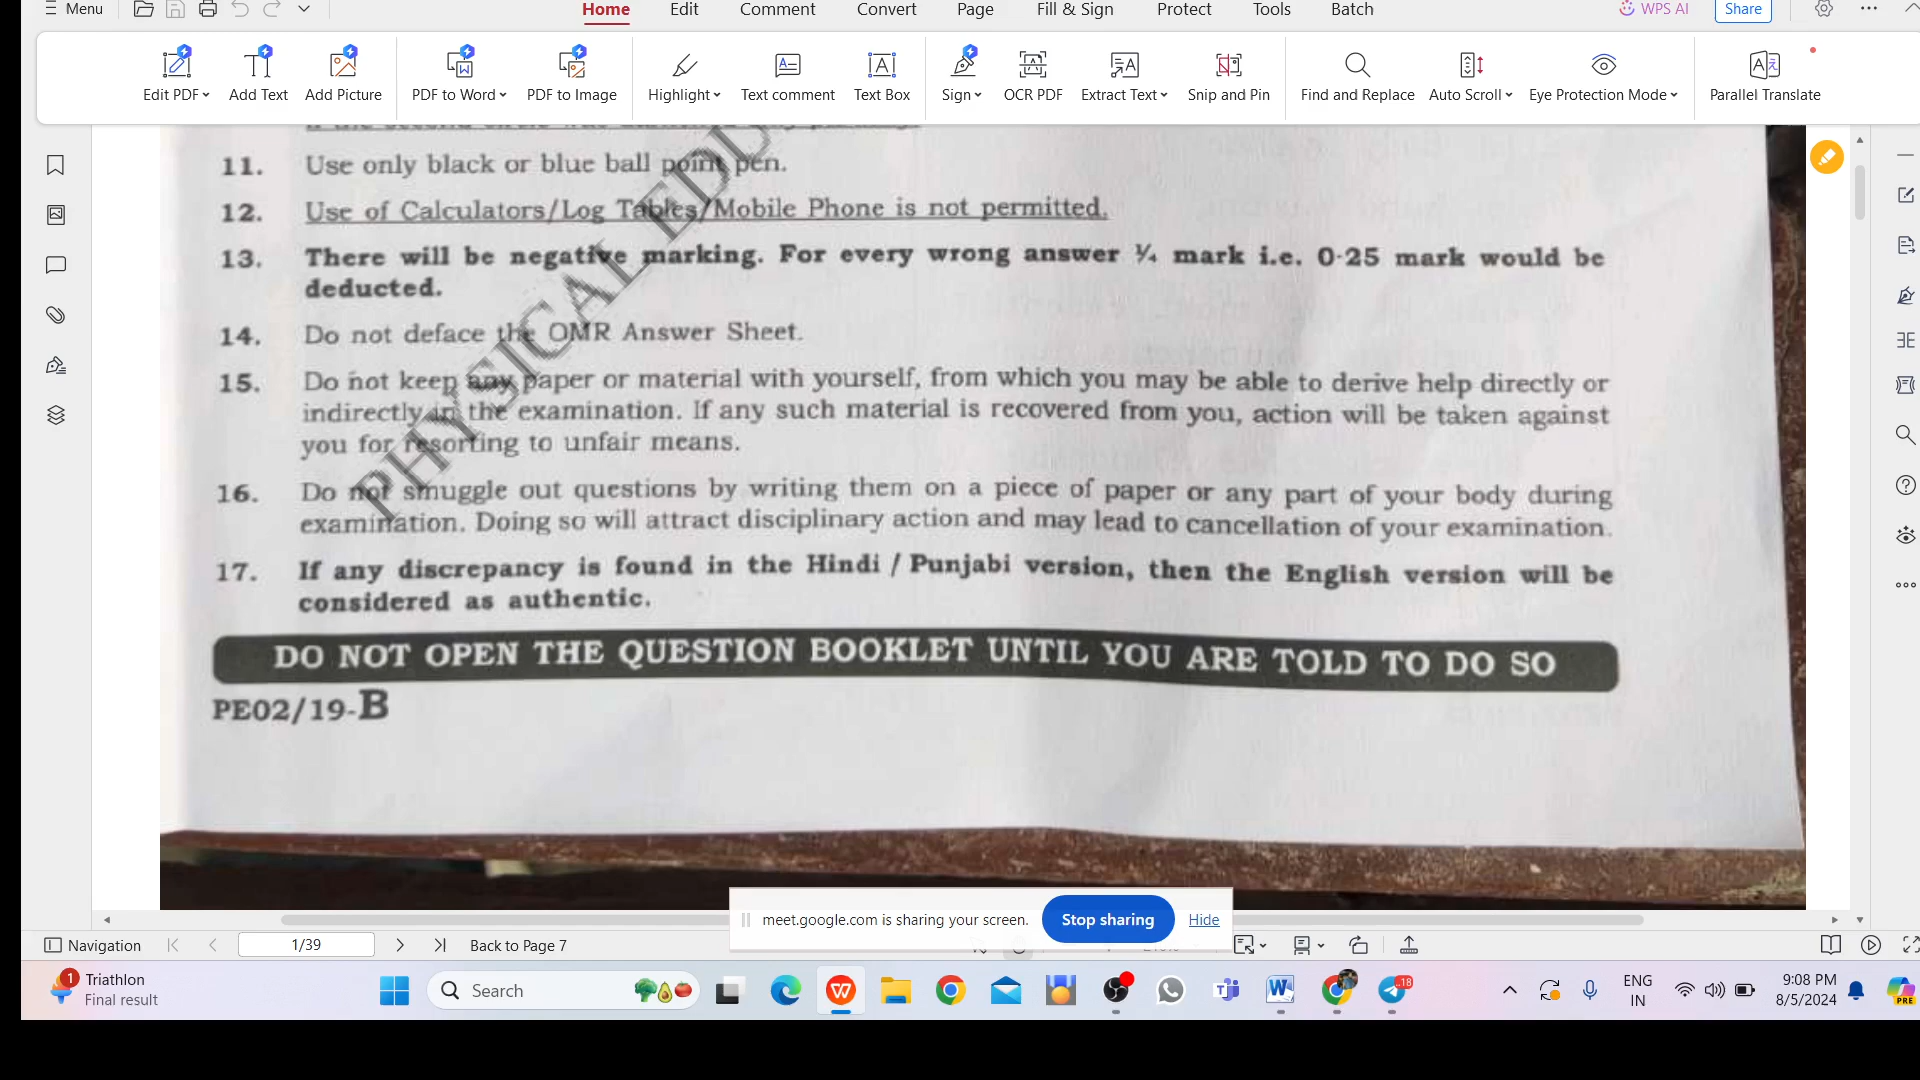 Menu
Home Edit Comment Convert Page Fill & Sign Protect Tools Batch
WPS AI Share
Edit PDF Add Text Add Picture PDF to Word PDF to Image Highlight Text comment Text Box Sign OCR PDF Extract Text Snip and Pin Find and Replace Auto Scroll Eye Protection Mode Parallel Translate
11. Use only black or blue ball point pen.
12. Use of Calculators/Log Tables/Mobile Phone is not permitted.
13. There will be negative marking. For every wrong answer ¼ mark i.e. 0·25 mark would be
deducted.
14. Do not deface the OMR Answer Sheet.
15. Do not keep any paper or material with yourself, from which you may be able to derive help directly or
indirectly in the examination. If any such material is recovered from you, action will be taken against
you for resorting to unfair means.
16. Do not smuggle out questions by writing them on a piece of paper or any part of your body during
examination. Doing so will attract disciplinary action and may lead to cancellation of your examination.
17. If any discrepancy is found in the Hindi / Punjabi version, then the English version will be
considered as authentic.
DO NOT OPEN THE QUESTION BOOKLET UNTIL YOU ARE TOLD TO DO SO
PE02/19-B
PHYSICAL
meet.google.com is sharing your screen. Stop sharing Hide
Navigation 1/39 Back to Page 7
1 Triathlon
Final result
Search
18
ENG
IN
9:08 PM
8/5/2024
PRE